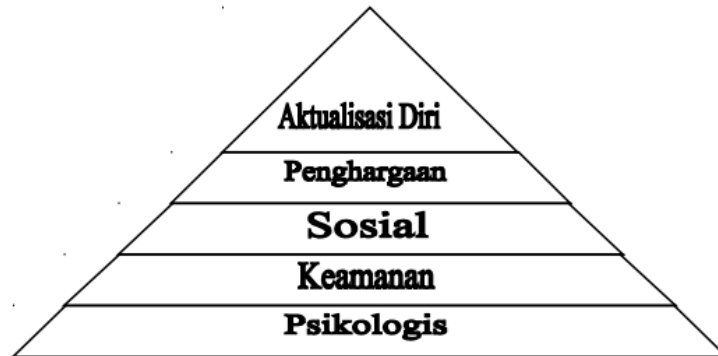 Aktualisasi Diri
Penghargaan
Sosial
Keamanan
Psikologis